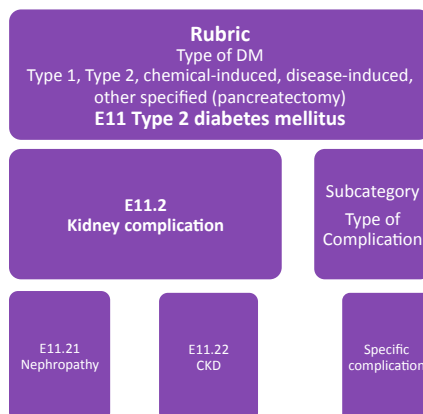 Rubric
Type of DM
Type 1, Type 2, chemical-induced, disease-induced,
other specified (pancreatectomy)
E11 Type 2 diabetes mellitus
E11.2
Kidney complication
Subcategory
Type of
Complication
E11.21
Nephropathy
E11.22
CKD
Specific
complication